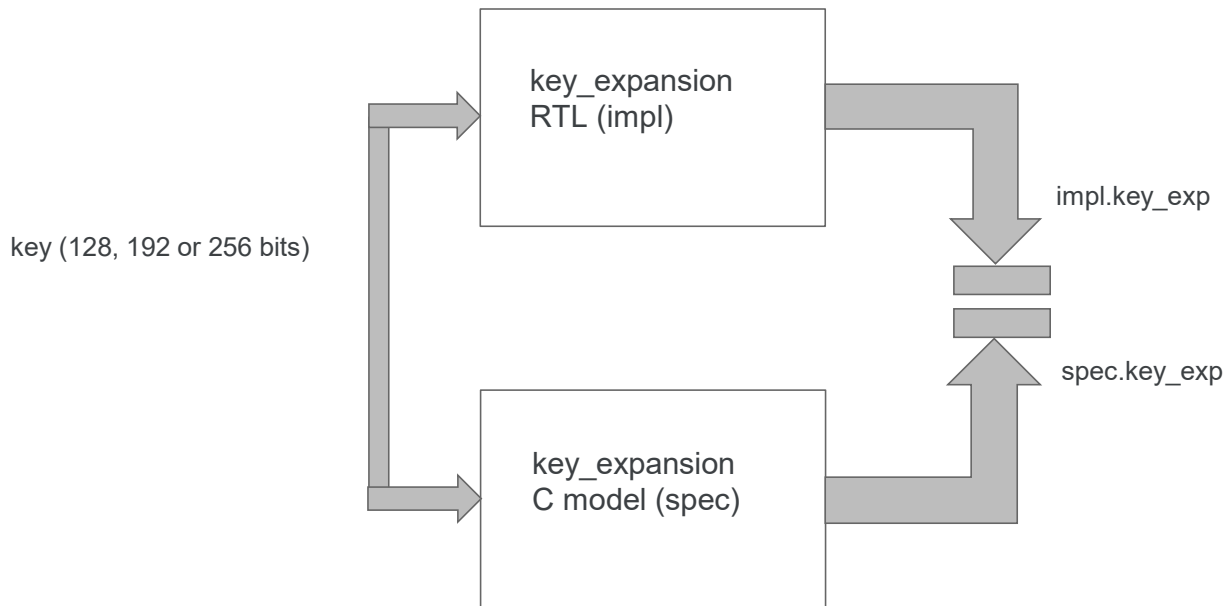 key_expansion
RTL (impl)
impl.key_exp
key (128, 192 or 256 bits)
spec.key_exp
key_expansion
C model (spec)